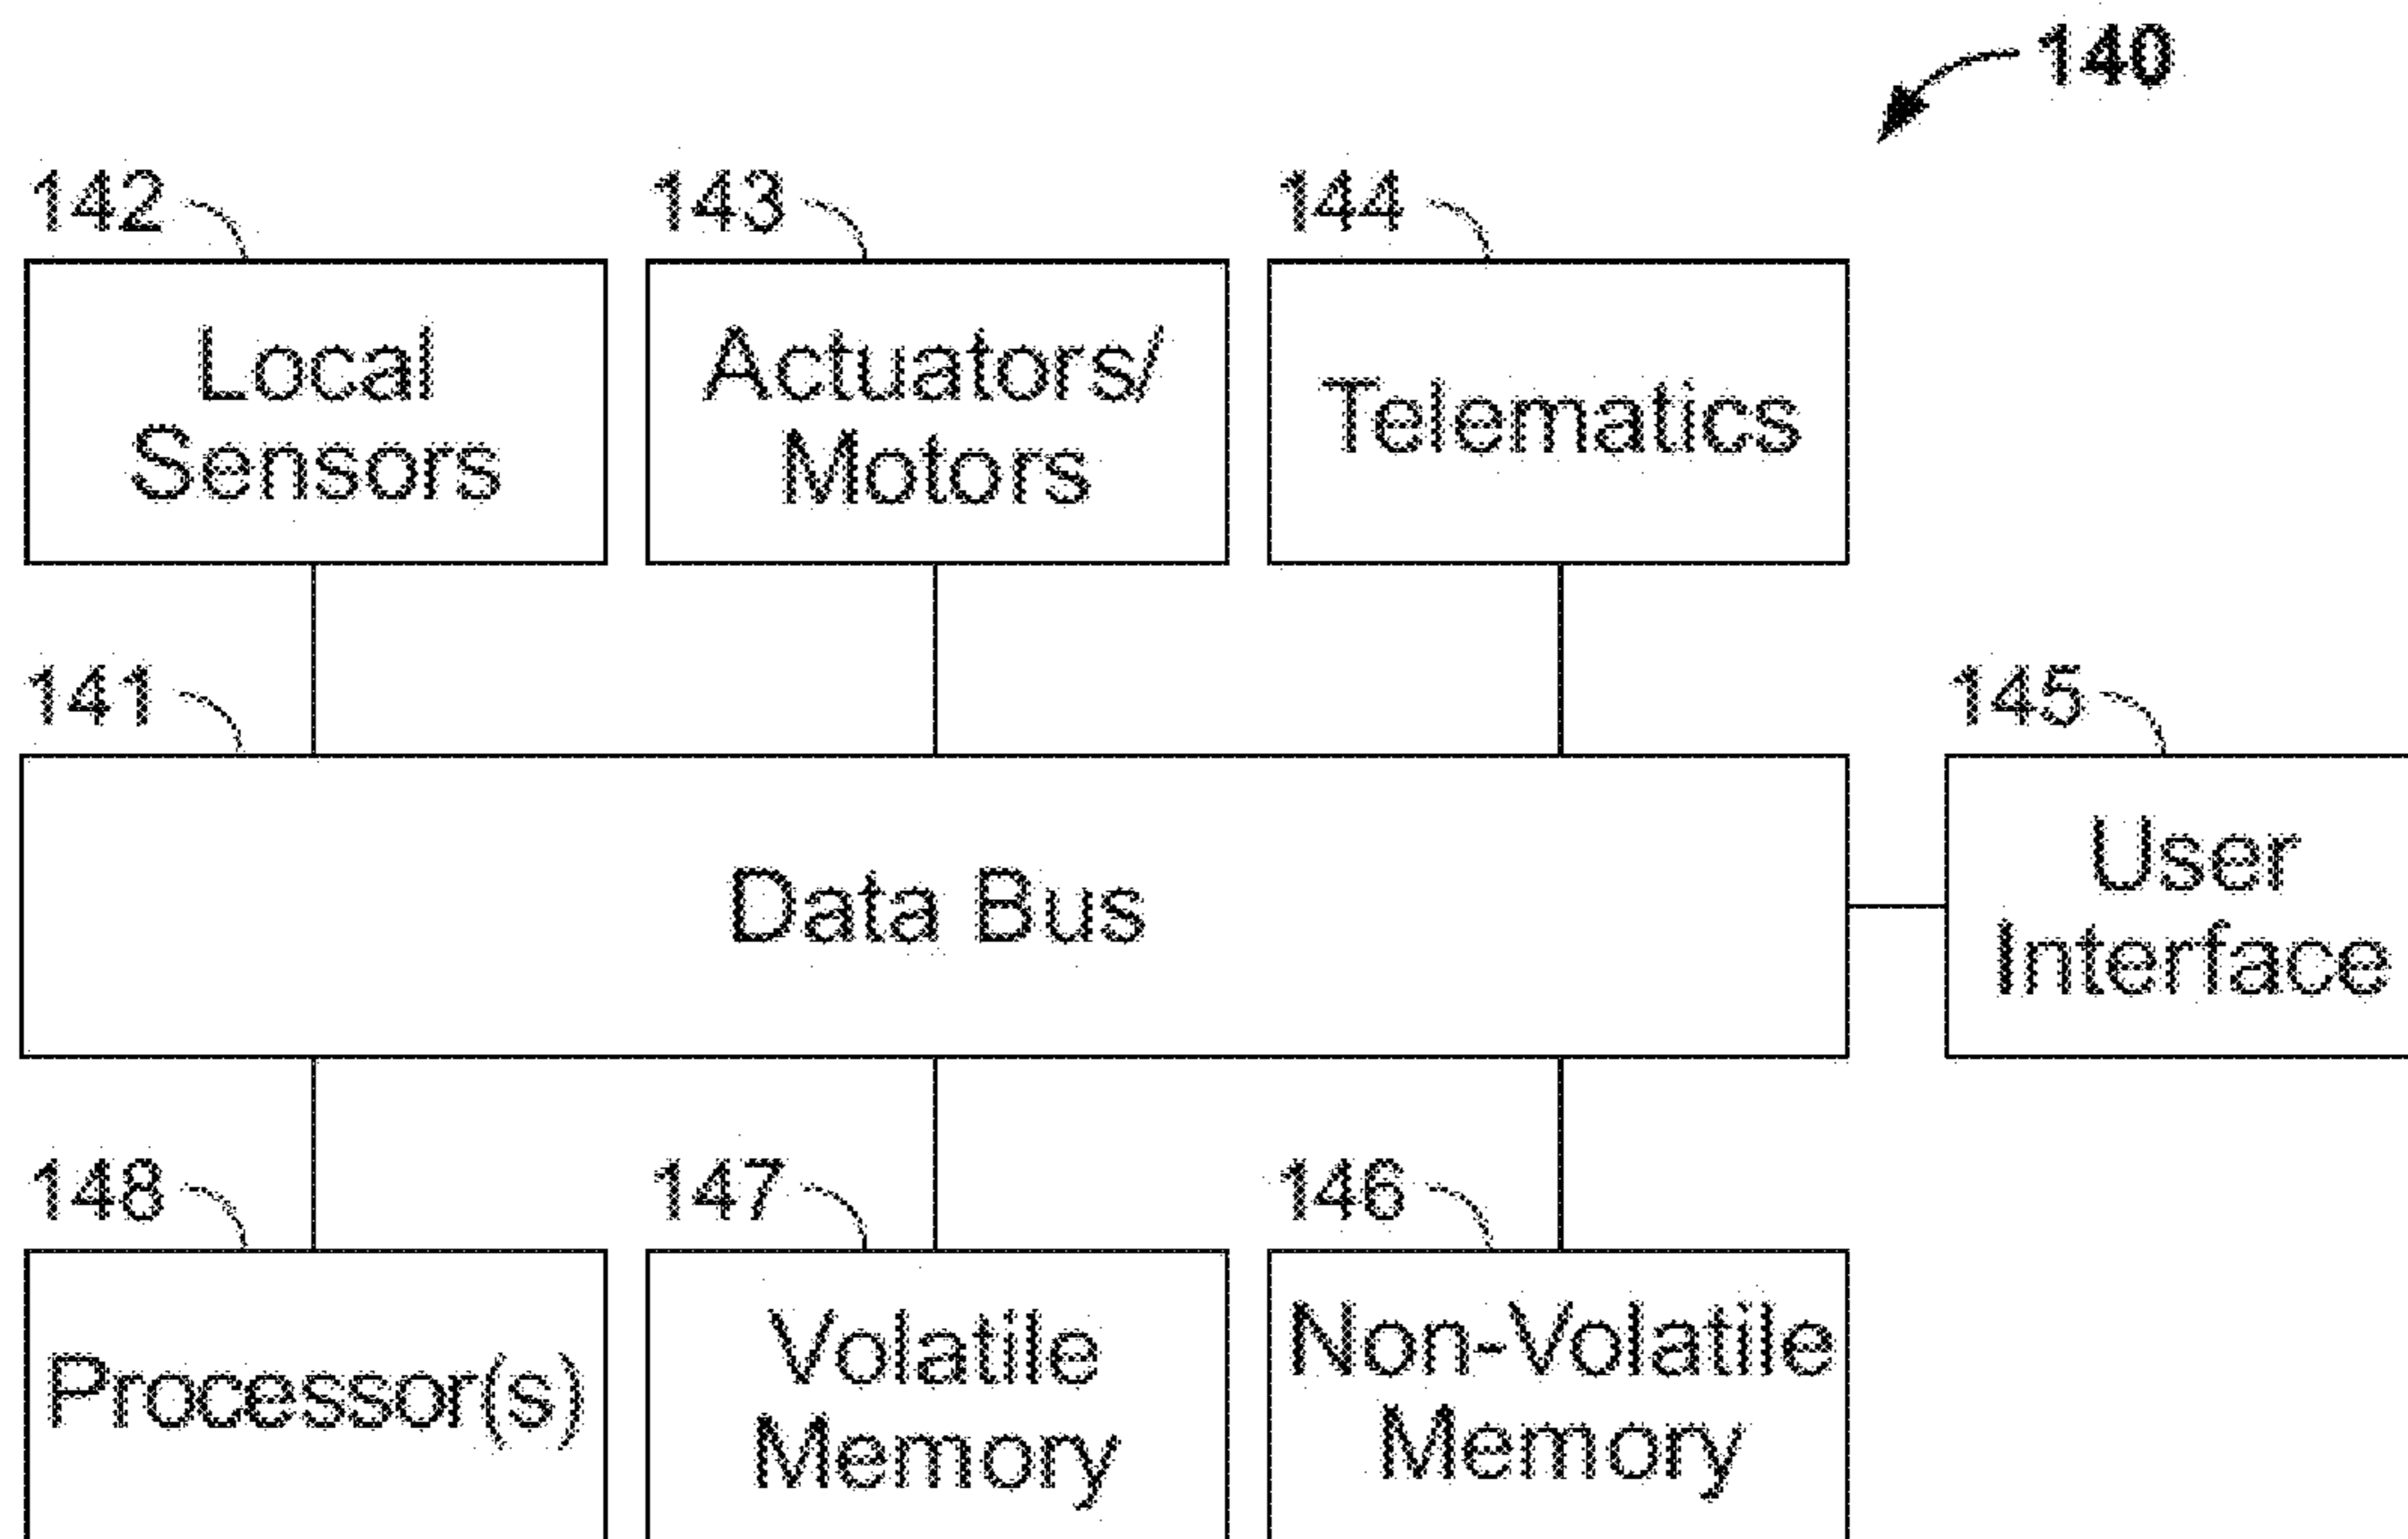 140
142
143
144
Local
Sensors
Actuators/
Motors
Telematics
141
145
Data Bus
User
Interface
148
147
146
Processor(s)
Volatile
Memory
Non-Volatile
Memory